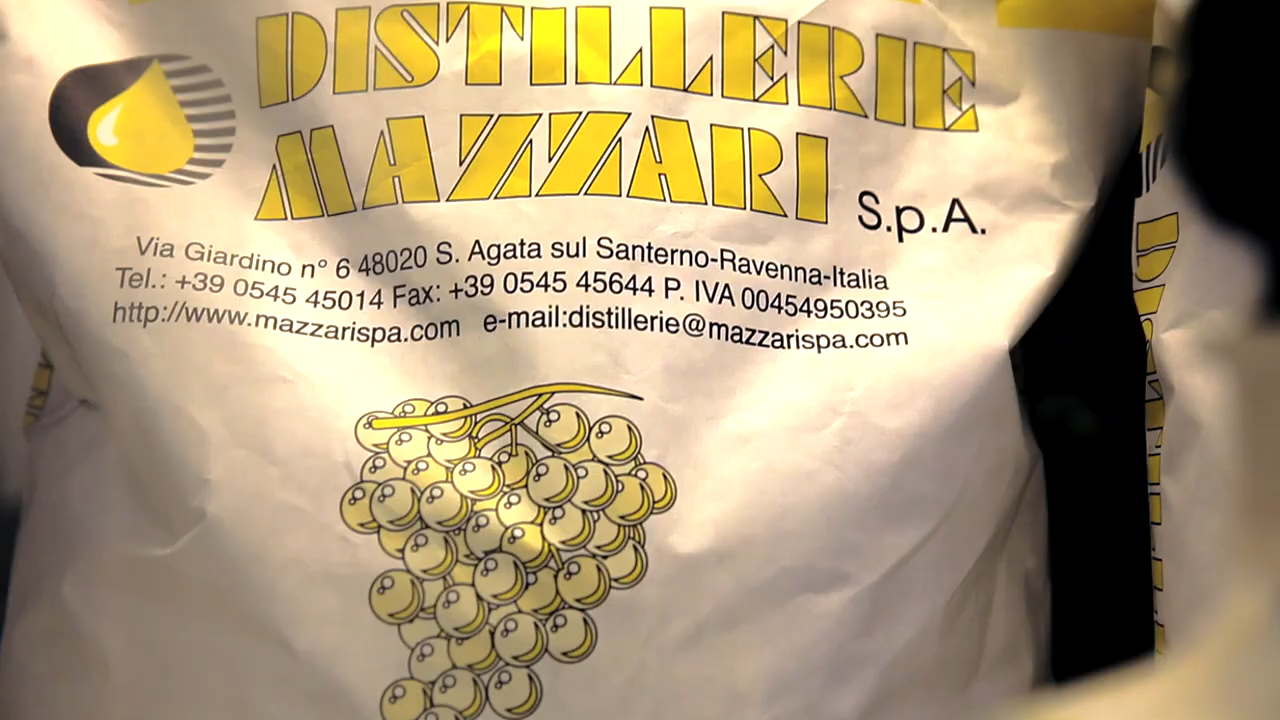 DISTILLERIE
MAZZARI S.p.A.
Via Giardino n° 6 48020 S. Agata sul Santerno-Ravenna-Italia
Tel.: +39 0545 45014 Fax: +39 0545 45644 P. IVA 00454950395
http://www.mazzarispa.com e-mail:distillerie@mazzarispa.com